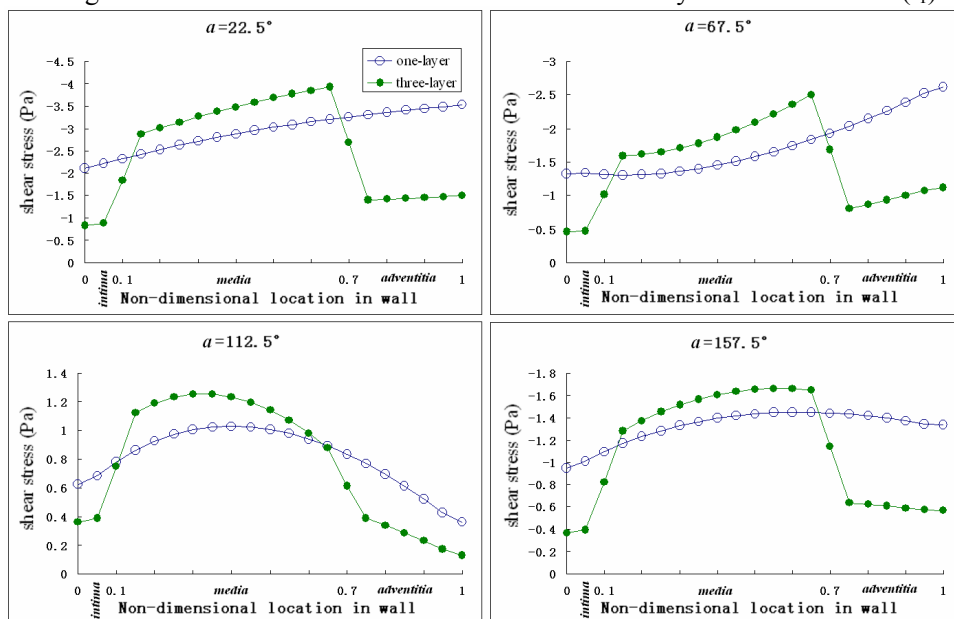 a=22.5°
-4.5
-4
-3.5
-3
-2.5
-2
-1.5
-1
-0.5
0
shear stress (Pa)
one-layer
three-layer
0 0.1 0.7 1
intima media adventitia
Non-dimensional location in wall
a=67.5°
-3
-2.5
-2
-1.5
-1
-0.5
0
shear stress (Pa)
0 0.1 0.7 1
intima media adventitia
Non-dimensional location in wall
a=112.5°
1.4
1.2
1
0.8
0.6
0.4
0.2
0
shear stress (Pa)
0 0.1 0.7 1
intima media adventitia
Non-dimensional location in wall
a=157.5°
-1.8
-1.6
-1.4
-1.2
-1
-0.8
-0.6
-0.4
-0.2
0
shear stress (Pa)
0 0.1 0.7 1
intima media adventitia
Non-dimensional location in wall